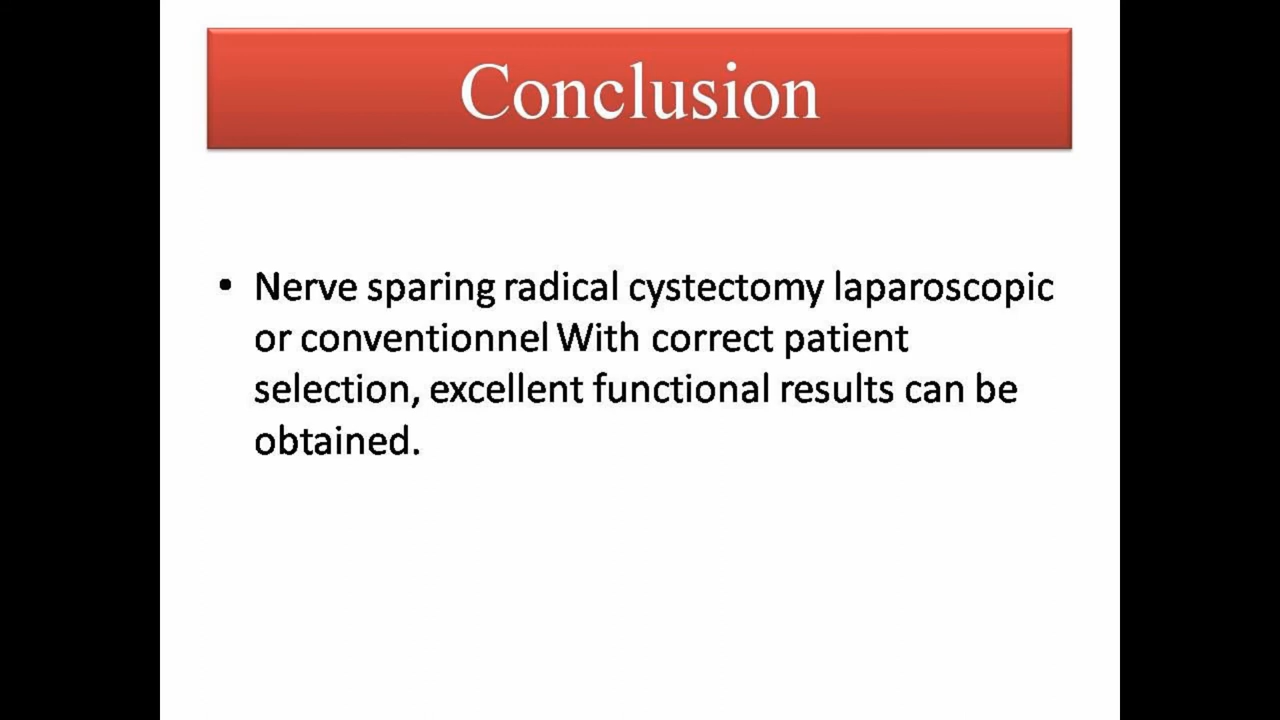 Conclusion
• Nerve sparing radical cystectomy laparoscopic
or conventionnel With correct patient
selection, excellent functional results can be
obtained.